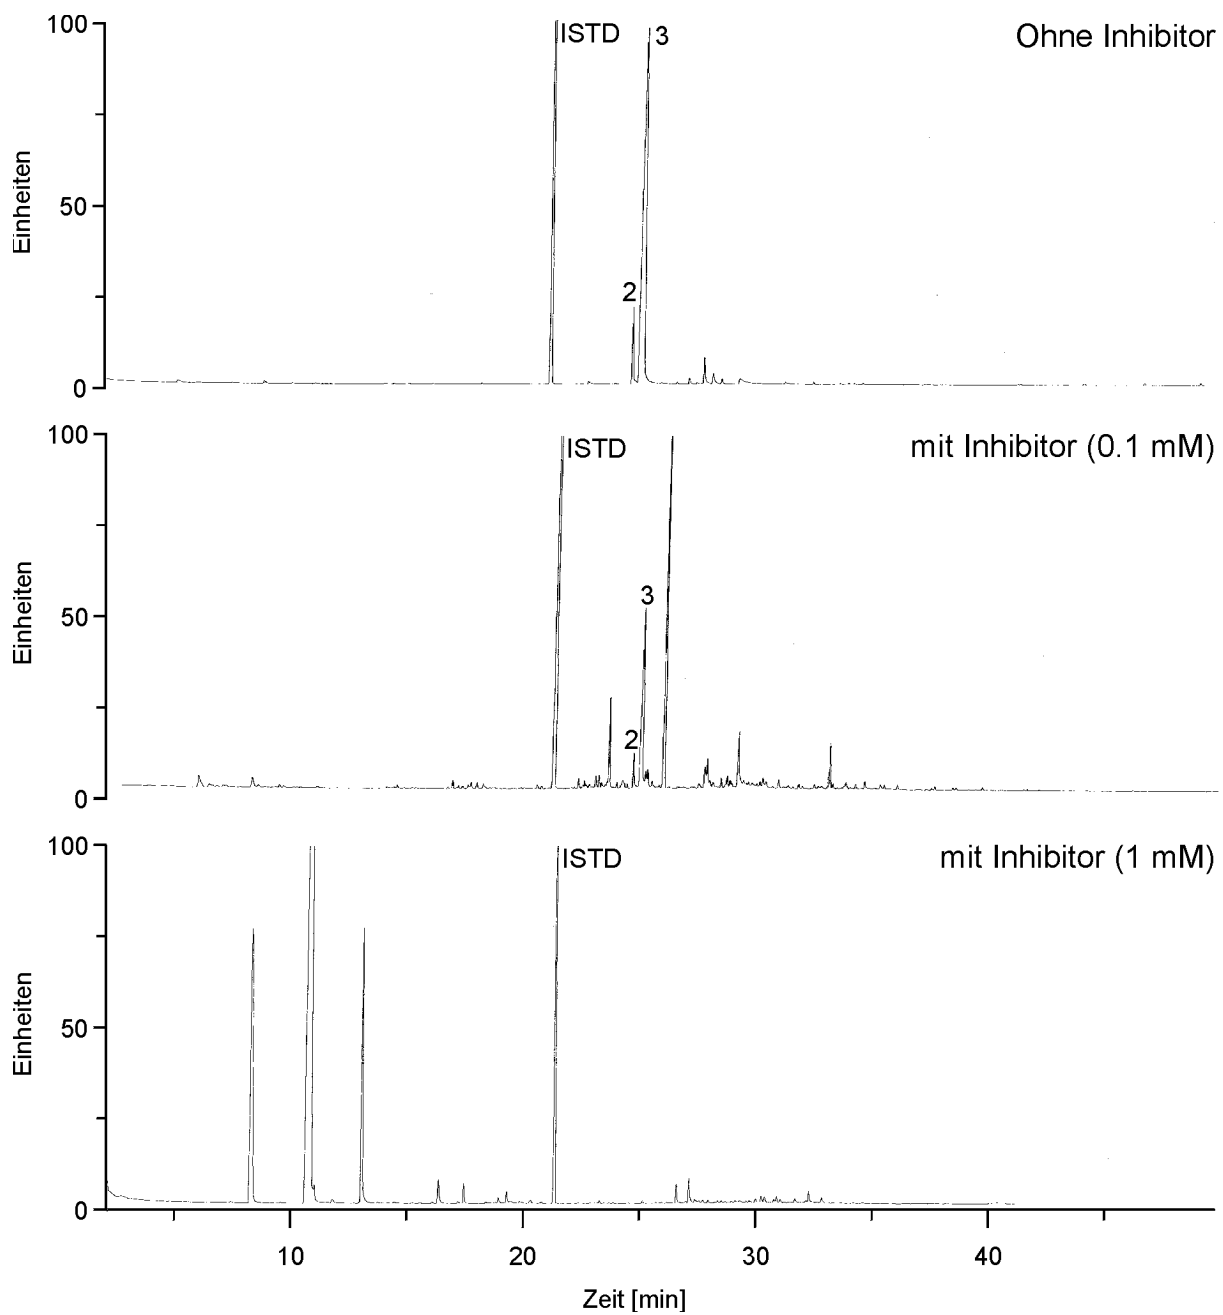 100
ISTD
3
Ohne Inhibitor
Einheiten
50
2
0
100
ISTD
mit Inhibitor (0.1 mM)
Einheiten
50
3
2
0
100
ISTD
mit Inhibitor (1 mM)
Einheiten
50
0
10 20 30 40
Zeit [min]